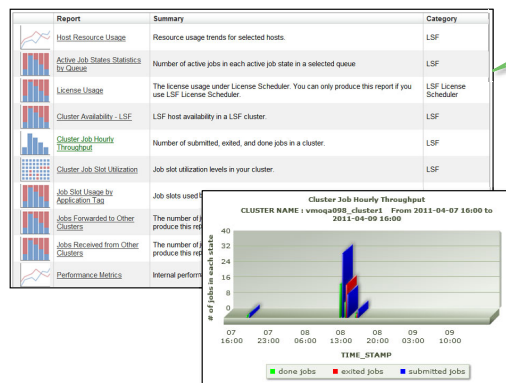 Report Summary Category
Host Resource Usage Resource usage trends for selected hosts. LSF
Active Job States Statistics
by Queue Number of active jobs in each active job state in a selected queue LSF
License Usage The license usage under License Scheduler. You can only produce this report if you
use LSF License Scheduler. LSF License
Scheduler
Cluster Availability - LSF LSF host availability in a LSF cluster. LSF
Cluster Job Hourly
Throughput Number of submitted, exited, and done jobs in a cluster. LSF
Cluster Job Slot Utilization Job slot utilization levels in your cluster. LSF
Job Slot Usage by
Application Tag Job slots used
Jobs Forwarded to Other
Clusters The number of
produce this
Jobs Received from Other
Clusters The number of
produce this
Performance Metrics Internal
Cluster Job Hourly Throughput
CLUSTER NAME : vmoqa098_cluster1 From 2011-04-07 16:00 to
2011-04-09 16:00
# of jobs in each state
40
32
24
16
8
0
07 07 08 08 08 09 09
16:00 23:00 06:00 13:00 20:00 03:00 10:00
TIME_STAMP
done jobs exited jobs submitted jobs